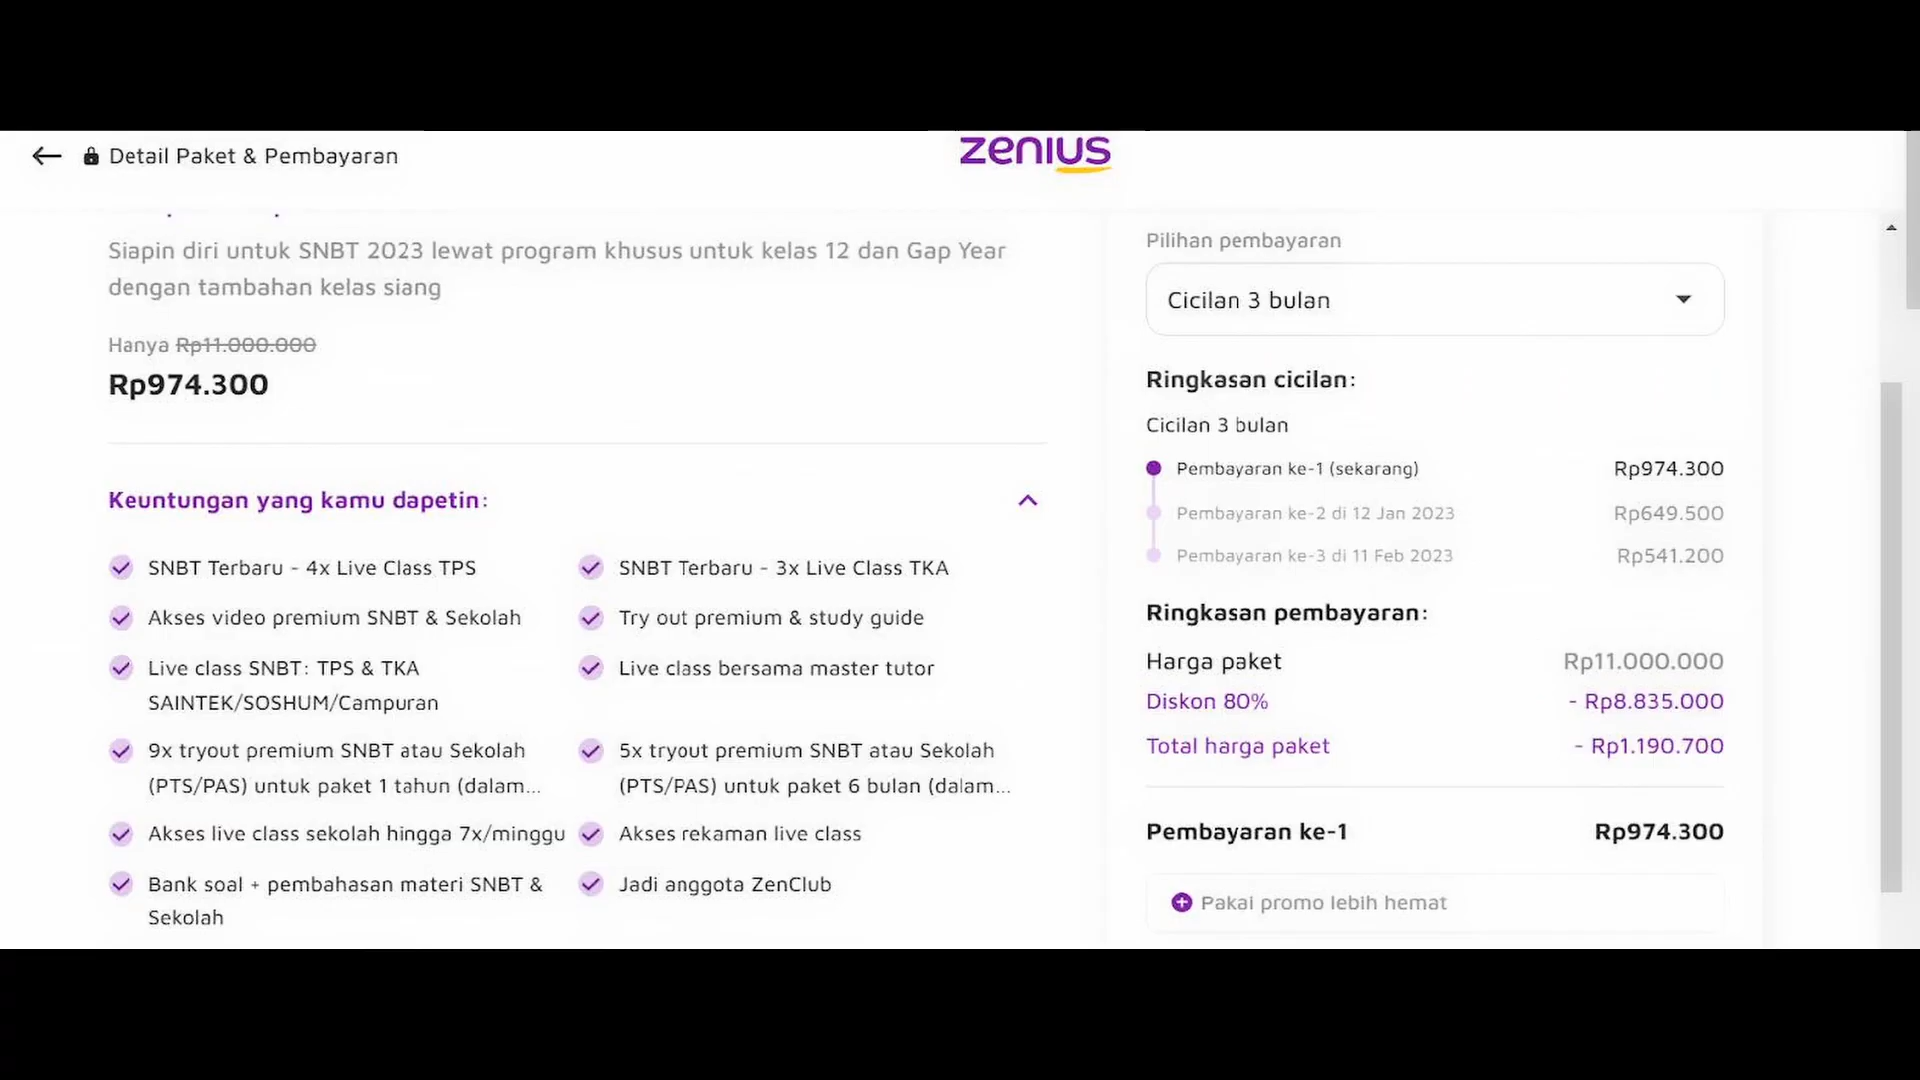 Detail Paket & Pembayaran
zenius
Siapin diri untuk SNBT 2023 lewat program khusus untuk kelas 12 dan Gap Year
dengan tambahan kelas siang
Hanya Rp11.000.000
Rp974.300
Keuntungan yang kamu dapetin:
SNBT Terbaru - 4x Live Class TPS
SNBT Terbaru - 3x Live Class TKA
Akses video premium SNBT & Sekolah
Try out premium & study guide
Live class SNBT: TPS & TKA
SAINTEK/SOSHUM/Campuran
Live class bersama master tutor
9x tryout premium SNBT atau Sekolah
(PTS/PAS) untuk paket 1 tahun (dalam...
5x tryout premium SNBT atau Sekolah
(PTS/PAS) untuk paket 6 bulan (dalam...
Akses live class sekolah hingga 7x/minggu
Akses rekaman live class
Bank soal + pembahasan materi SNBT &
Sekolah
Jadi anggota ZenClub
Pilihan pembayaran
Cicilan 3 bulan
Ringkasan cicilan:
Cicilan 3 bulan
Pembayaran ke-1 (sekarang) Rp974.300
Pembayaran ke-2 di 12 Jan 2023 Rp649.500
Pembayaran ke-3 di 11 Feb 2023 Rp541.200
Ringkasan pembayaran:
Harga paket Rp11.000.000
Diskon 80% - Rp8.835.000
Total harga paket - Rp1.190.700
Pembayaran ke-1 Rp974.300
Pakai promo lebih hemat